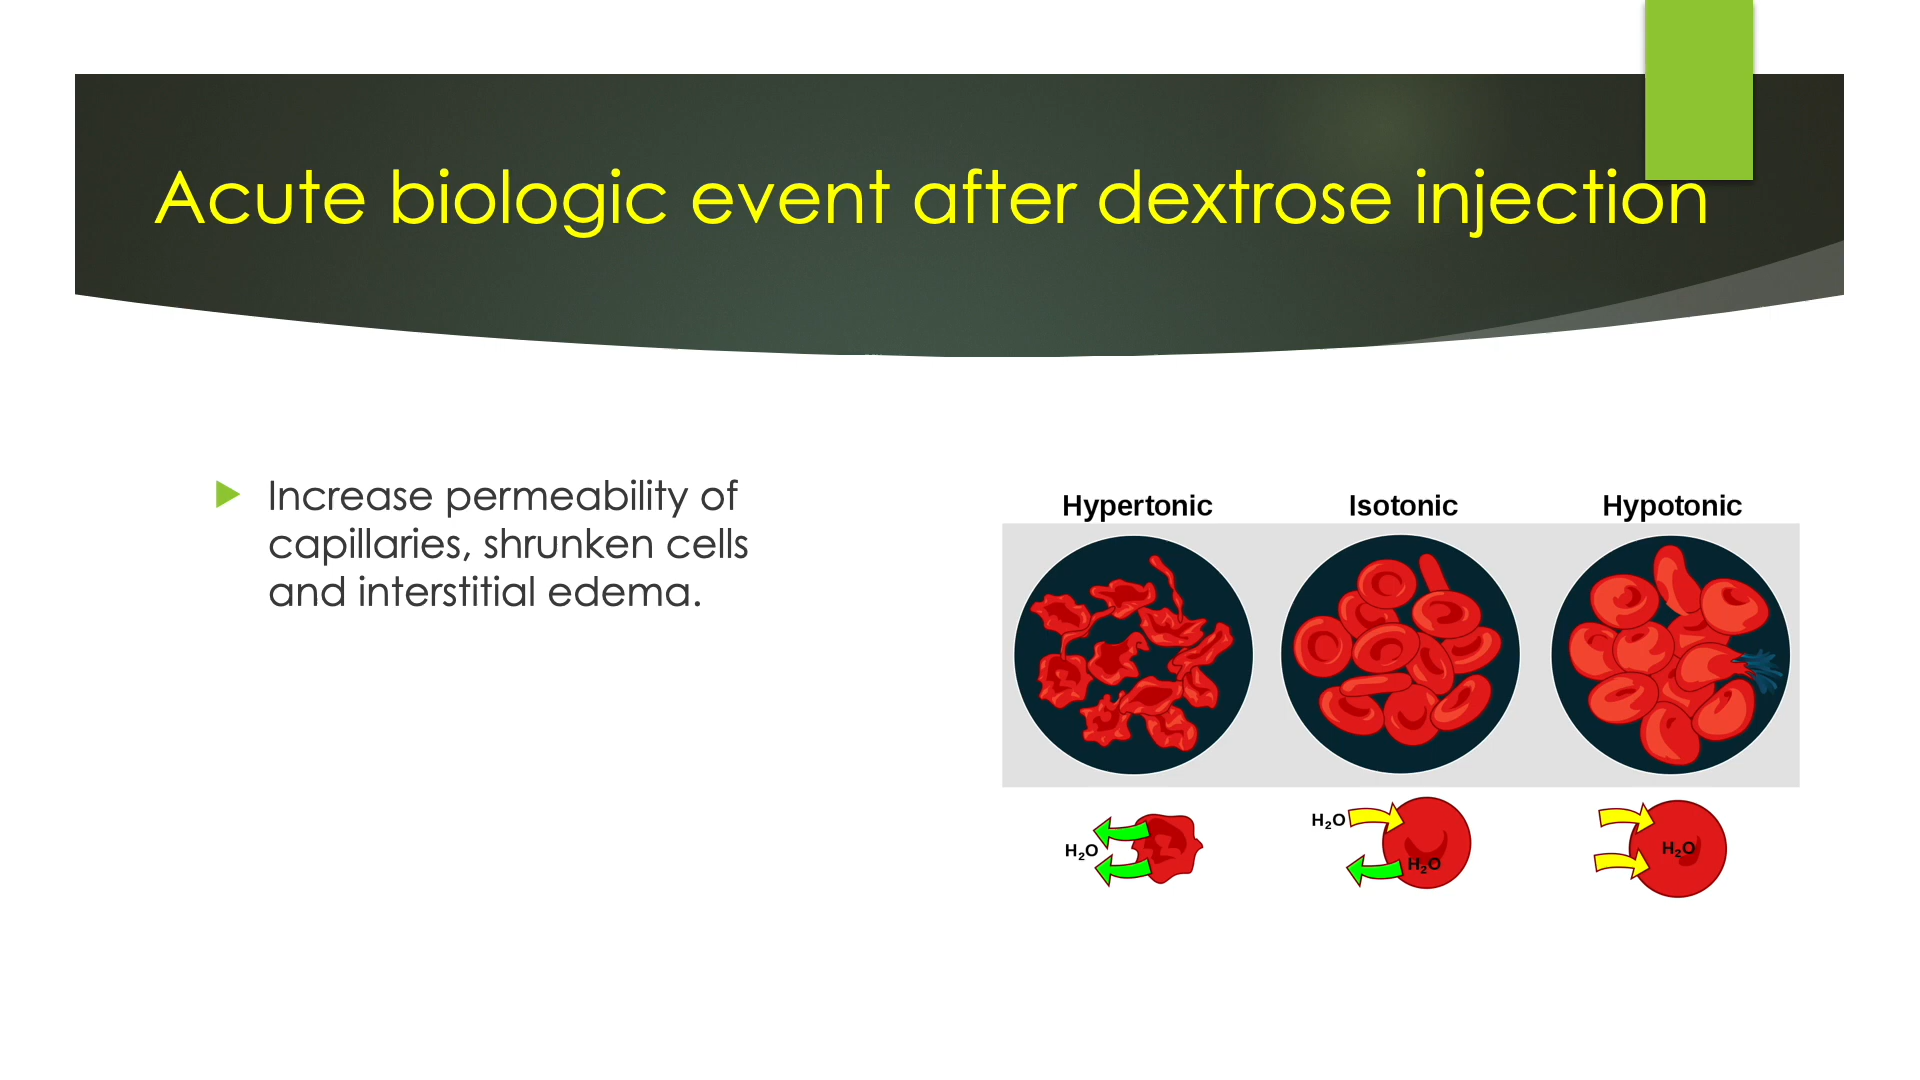 Acute biologic event after dextrose injection
Increase permeability of
capillaries, shrunken cells
and interstitial edema.
Hypertonic Isotonic Hypotonic
H₂O
H₂O
H₂O
H₂O